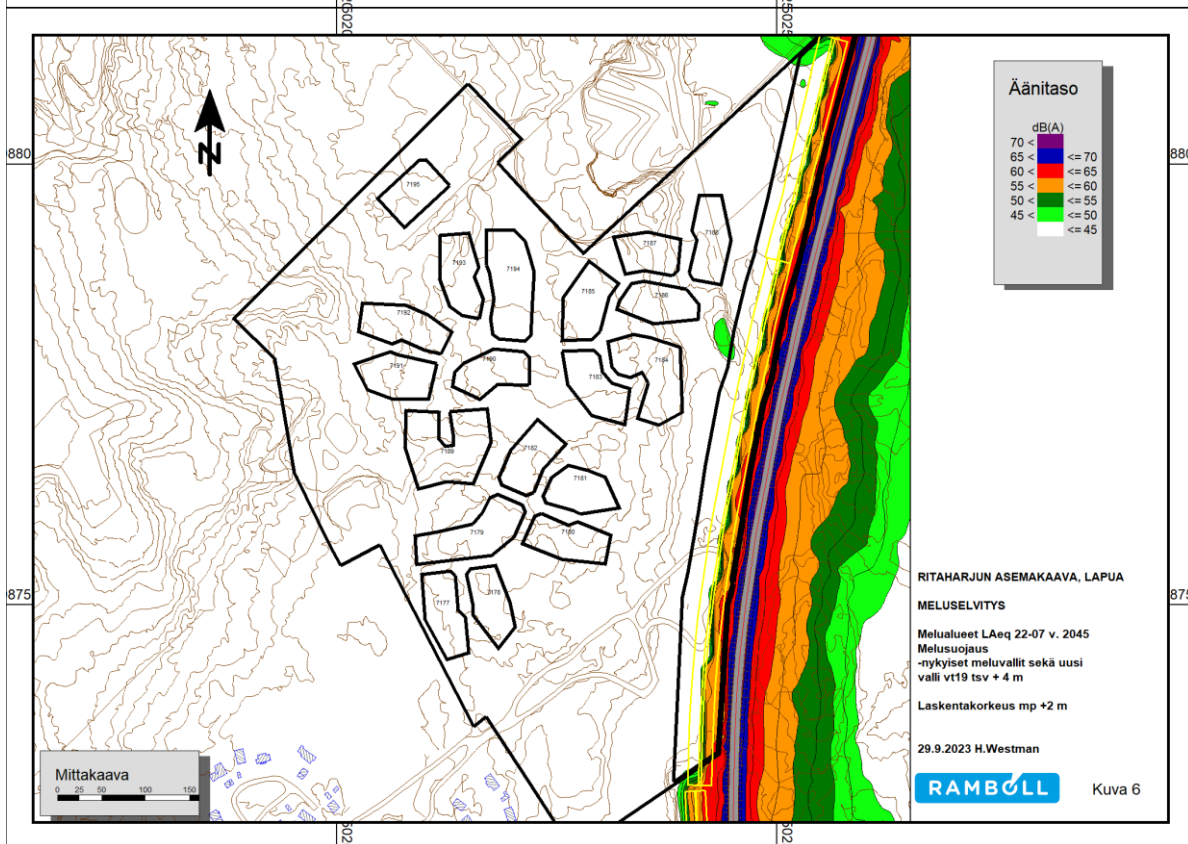 880
880
875
875
N
Äänitaso
dB(A)
70 <
65 < <= 70
60 < <= 65
55 < <= 60
50 < <= 55
45 < <= 50
<= 45
7195
7188
7187
7193
7194
7185
7186
7192
7184
7191
7190
7183
7189
7182
7181
7179
7180
7177
7178
RITAHARJUN ASEMAKAAVA, LAPUA
MELUSELVITYS
Melualueet LAeq 22-07 v. 2045
Melusuojaus
-nykyiset meluvallit sekä uusi
valli vt19 tsv + 4 m
Laskentakorkeus mp +2 m
29.9.2023 H.Westman
RAMBOLL
Kuva 6
Mittakaava
0 25 50 100 150